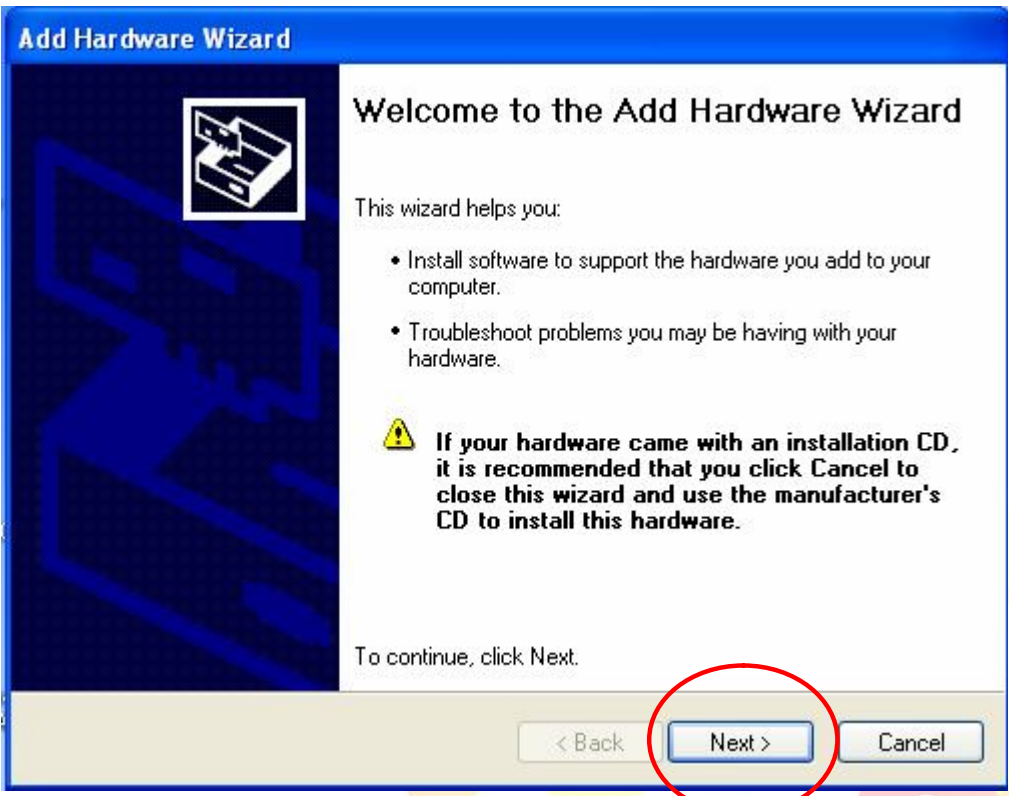 Add Hardware Wizard
Welcome to the Add Hardware Wizard
This wizard helps you:
• Install software to support the hardware you add to your
computer.
• Troubleshoot problems you may be having with your
hardware.
If your hardware came with an installation CD,
it is recommended that you click Cancel to
close this wizard and use the manufacturer's
CD to install this hardware.
To continue, click Next.
< Back Next > Cancel